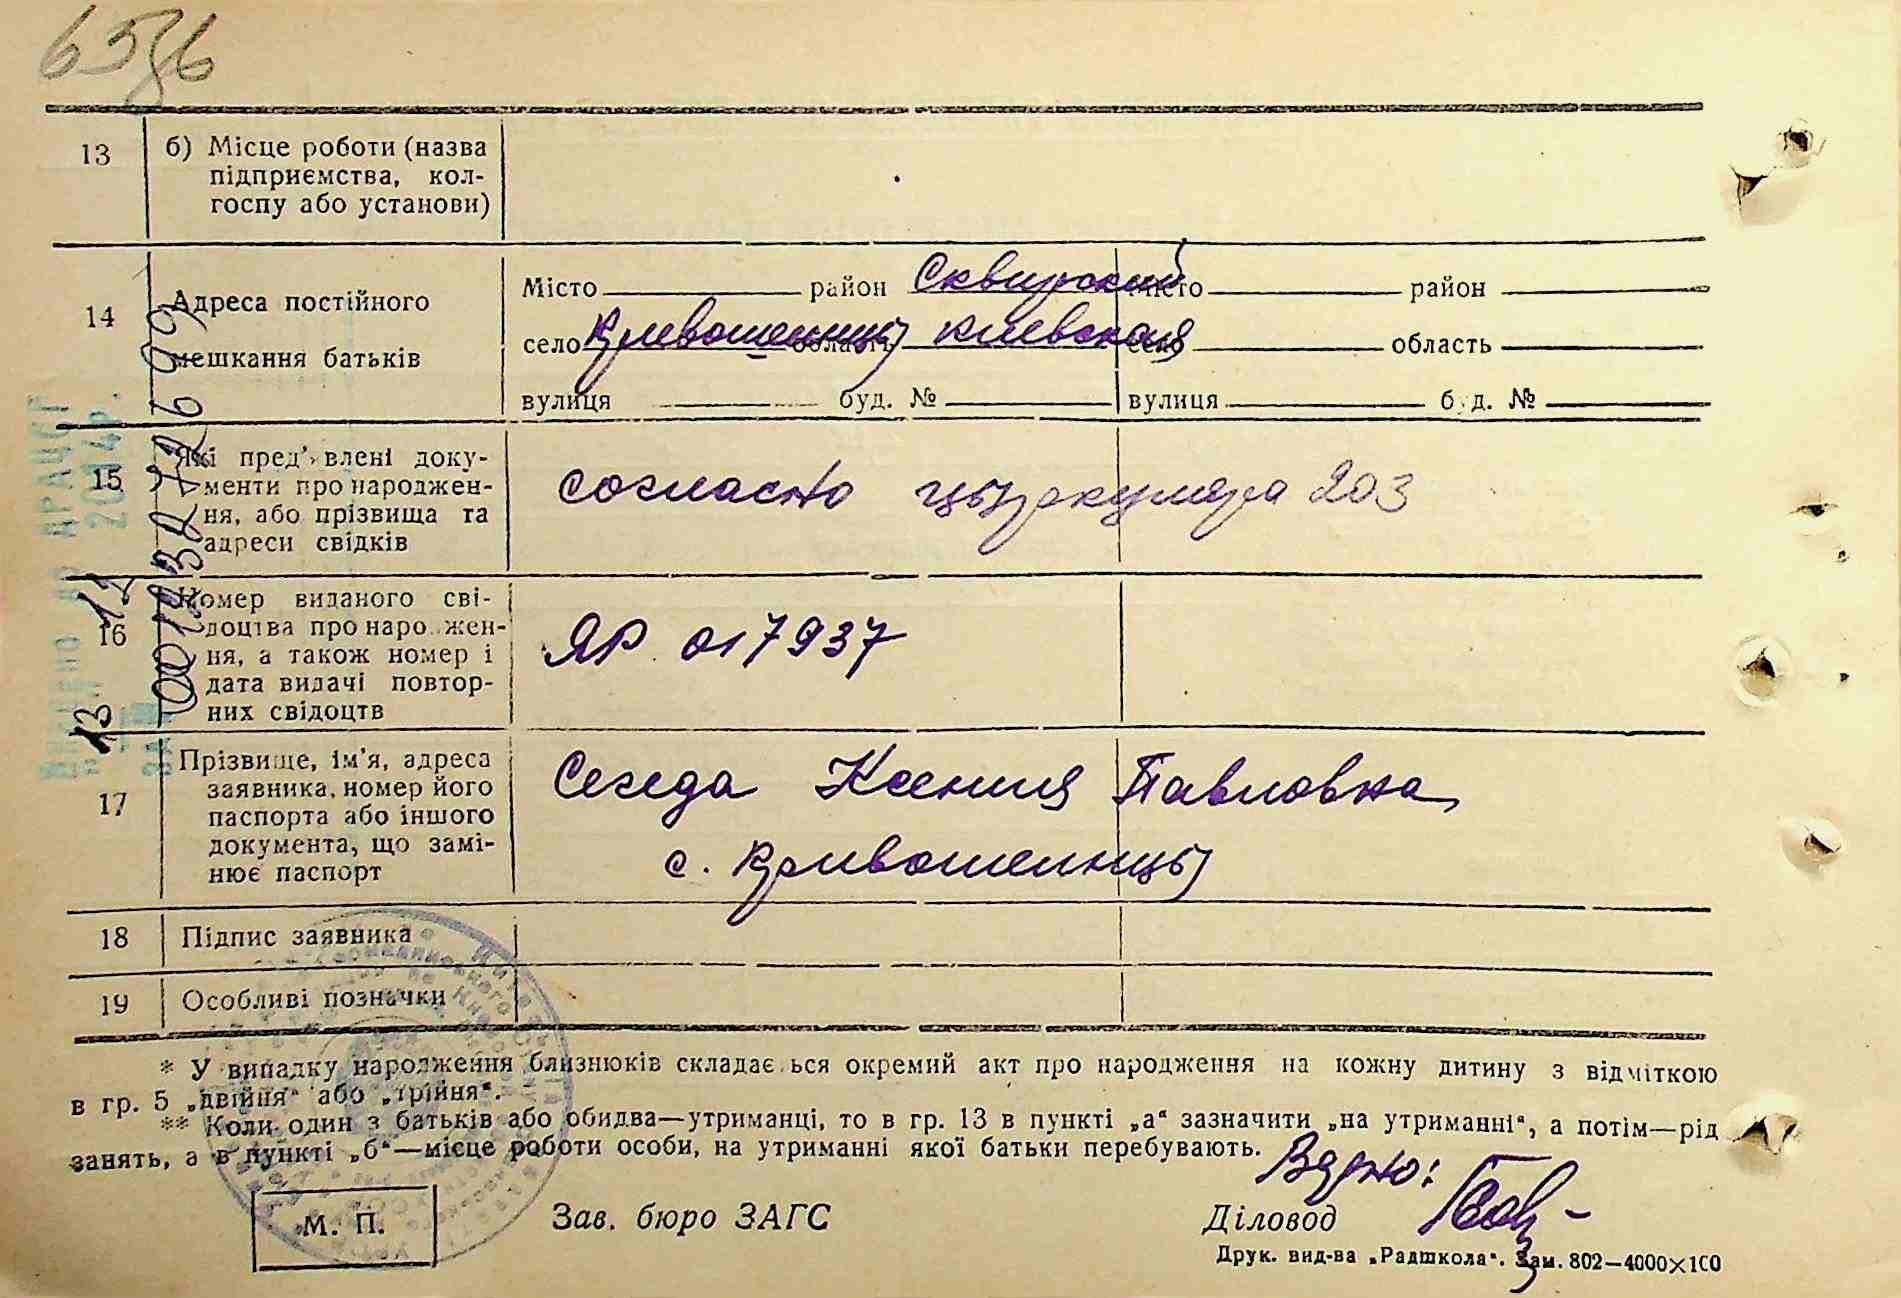 13 б) Місце роботи (назва
підприємства, кол-
госпу або установи)
14 Адреса постійного
мешкання батьків
Місто район Сквирский Місто район
село Кривошеинцы область киевская село область
вулиця буд. № вулиця буд. №
15 Які пред'явлені доку-
менти про народжен-
ня, або прізвища та
адреси свідків
согласно цыркуляра 203
16 Номер виданого сві-
доцтва про народжен-
ня, а також номер і
дата видачі повтор-
них свідоцтв
ЯР 017937
17 Прізвище, ім'я, адреса
заявника, номер його
паспорта або іншого
документа, що замі-
нює паспорт
Сегеда Ксения Павловна
с. Кривошеинцы
18 Підпис заявника
19 Особливі позначки
* У випадку народження близнюків складається окремий акт про народження на кожну дитину з відміткою
в гр. 5 „двійня“ або „трійня“.
** Коли один з батьків або обидва—утриманці, то в гр. 13 в пункті „а“ зазначити „на утриманні“, а потім—рід
занять, а в пункті „б“—місце роботи особи, на утриманні якої батьки перебувають.
М. П. Зав. бюро ЗАГС Діловод
Друк. вид-ва „Радшкола“. Зам. 802—4000×100